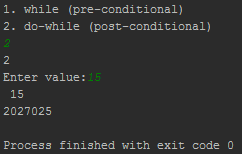 1. while (pre-conditional)
2. do-while (post-conditional)
2
2
Enter value:15
15
2027025
Process finished with exit code 0